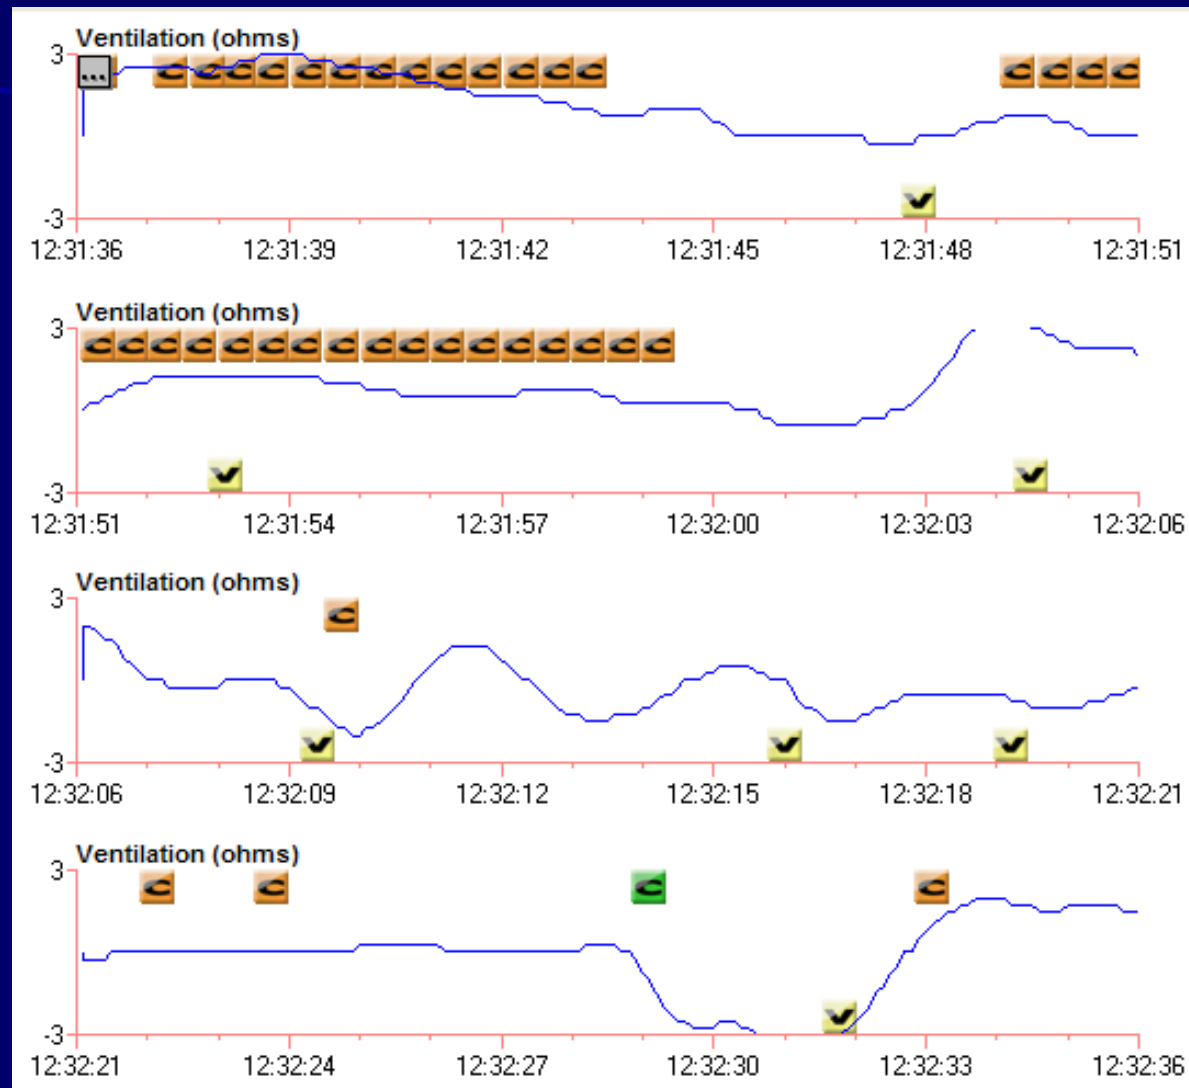 Ventilation (ohms)
3
... C C C C C C C C C C C C C C C C C
V
-3
12:31:36 12:31:39 12:31:42 12:31:45 12:31:48 12:31:51
Ventilation (ohms)
3
C C C C C C C C C C C C C C C C C
V V
-3
12:31:51 12:31:54 12:31:57 12:32:00 12:32:03 12:32:06
Ventilation (ohms)
3
C
V V V
-3
12:32:06 12:32:09 12:32:12 12:32:15 12:32:18 12:32:21
Ventilation (ohms)
3
C C C C
V
-3
12:32:21 12:32:24 12:32:27 12:32:30 12:32:33 12:32:36